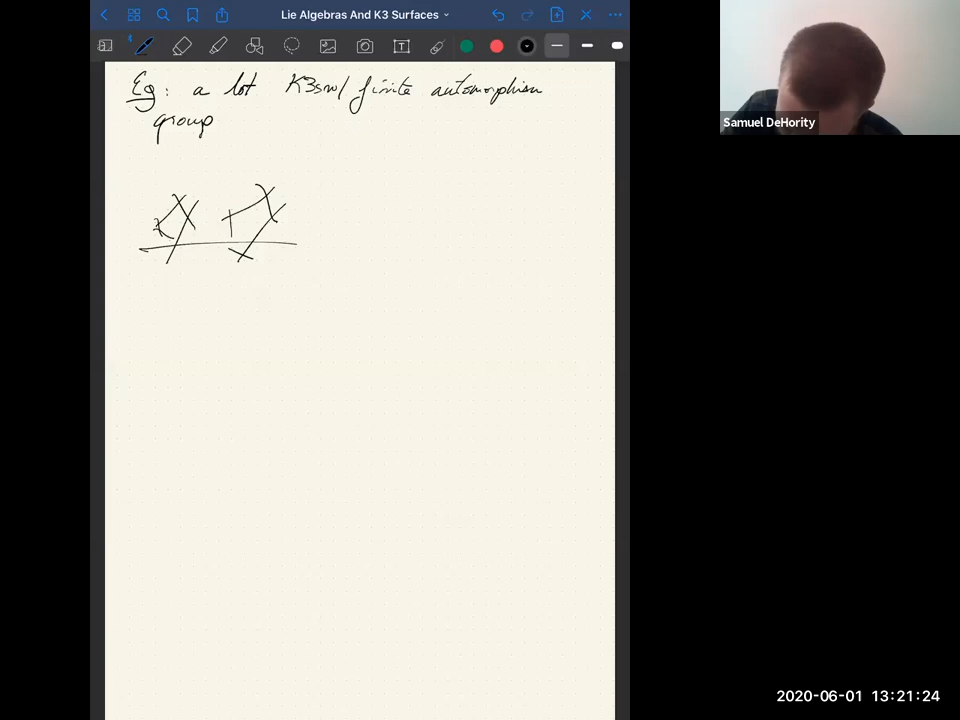 Lie Algebras And K3 Surfaces
Eg: a lot K3s w/ finite automorphism
group
Samuel DeHority
2020-06-01 13:21:24